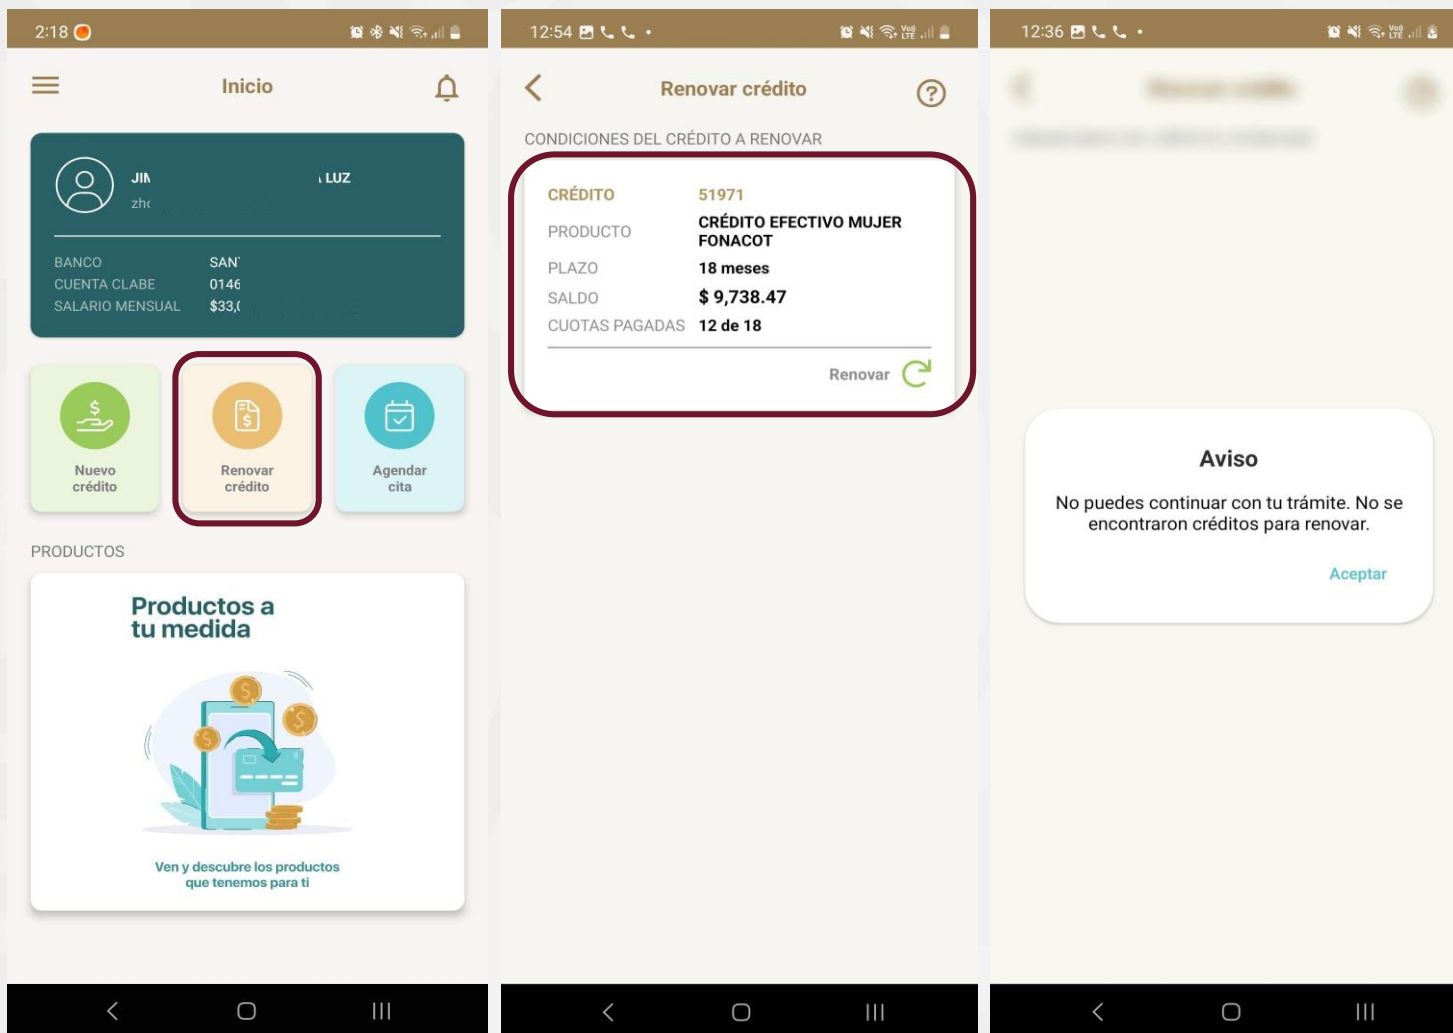 2:18
Inicio
JIM
LUZ
BANCO
SAN
CUENTA CLABE
0146
SALARIO MENSUAL
$33,
Nuevo
crédito
Renovar
crédito
Agendar
cita
PRODUCTOS
Productos a
tu medida
Ven y descubre los productos
que tenemos para ti
12:54
Renovar crédito
CONDICIONES DEL CRÉDITO A RENOVAR
CRÉDITO 51971
PRODUCTO CRÉDITO EFECTIVO MUJER
FONACOT
PLAZO 18 meses
SALDO $ 9,738.47
CUOTAS PAGADAS 12 de 18
Renovar
12:36
Aviso
No puedes continuar con tu trámite. No se
encontraron créditos para renovar.
Aceptar